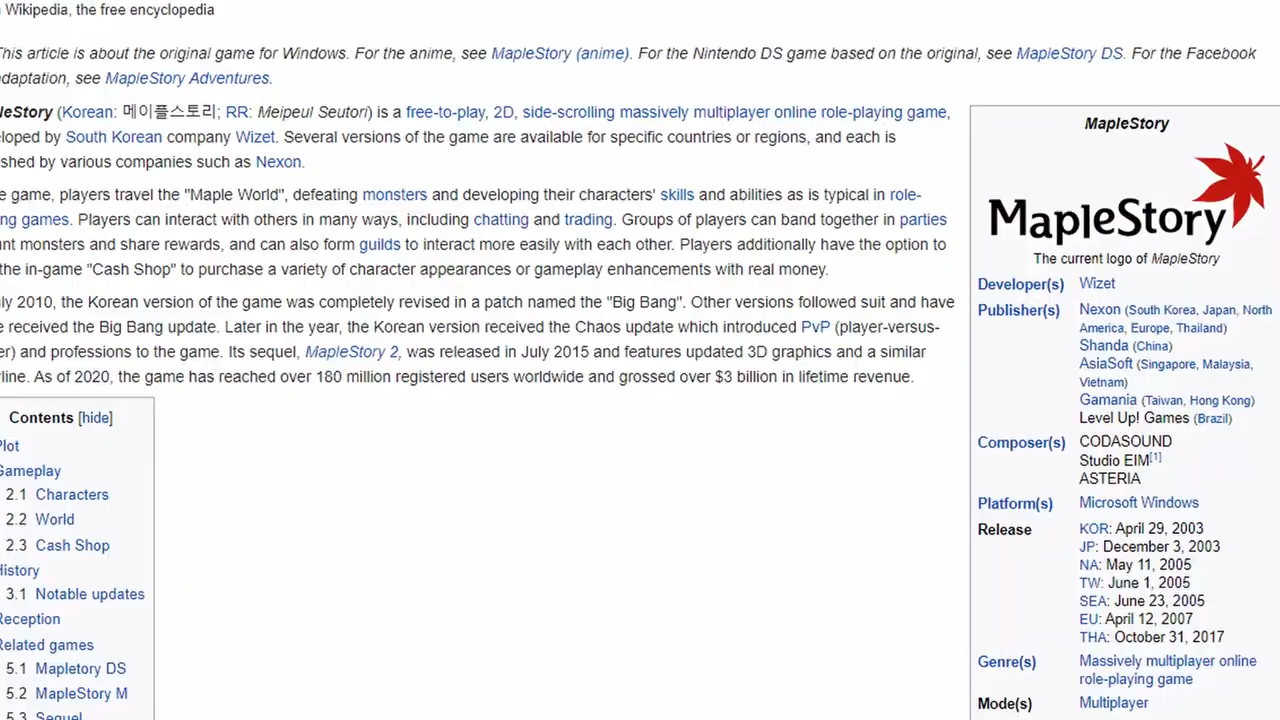 Wikipedia, the free encyclopedia
This article is about the original game for Windows. For the anime, see MapleStory (anime). For the Nintendo DS game based on the original, see MapleStory DS. For the Facebook
daptation, see MapleStory Adventures.
leStory (Korean: 메이플스토리; RR: Meipeul Seutori) is a free-to-play, 2D, side-scrolling massively multiplayer online role-playing game,
eloped by South Korean company Wizet. Several versions of the game are available for specific countries or regions, and each is
ished by various companies such as Nexon.
e game, players travel the "Maple World", defeating monsters and developing their characters' skills and abilities as is typical in role-
ng games. Players can interact with others in many ways, including chatting and trading. Groups of players can band together in parties
nt monsters and share rewards, and can also form guilds to interact more easily with each other. Players additionally have the option to
the in-game "Cash Shop" to purchase a variety of character appearances or gameplay enhancements with real money.
ly 2010, the Korean version of the game was completely revised in a patch named the "Big Bang". Other versions followed suit and have
e received the Big Bang update. Later in the year, the Korean version received the Chaos update which introduced PvP (player-versus-
er) and professions to the game. Its sequel, MapleStory 2, was released in July 2015 and features updated 3D graphics and a similar
line. As of 2020, the game has reached over 180 million registered users worldwide and grossed over $3 billion in lifetime revenue.
Contents [hide]
Plot
Gameplay
2.1 Characters
2.2 World
2.3 Cash Shop
History
3.1 Notable updates
Reception
Related games
5.1 Mapletory DS
5.2 MapleStory M
5.3 Sequel
MapleStory
MapleStory
The current logo of MapleStory
Developer(s) Wizet
Publisher(s) Nexon (South Korea, Japan, North
America, Europe, Thailand)
Shanda (China)
AsiaSoft (Singapore, Malaysia,
Vietnam)
Gamania (Taiwan, Hong Kong)
Level Up! Games (Brazil)
Composer(s) CODASOUND
Studio EIM[1]
ASTERIA
Platform(s) Microsoft Windows
Release KOR: April 29, 2003
JP: December 3, 2003
NA: May 11, 2005
TW: June 1, 2005
SEA: June 23, 2005
EU: April 12, 2007
THA: October 31, 2017
Genre(s) Massively multiplayer online
role-playing game
Mode(s) Multiplayer